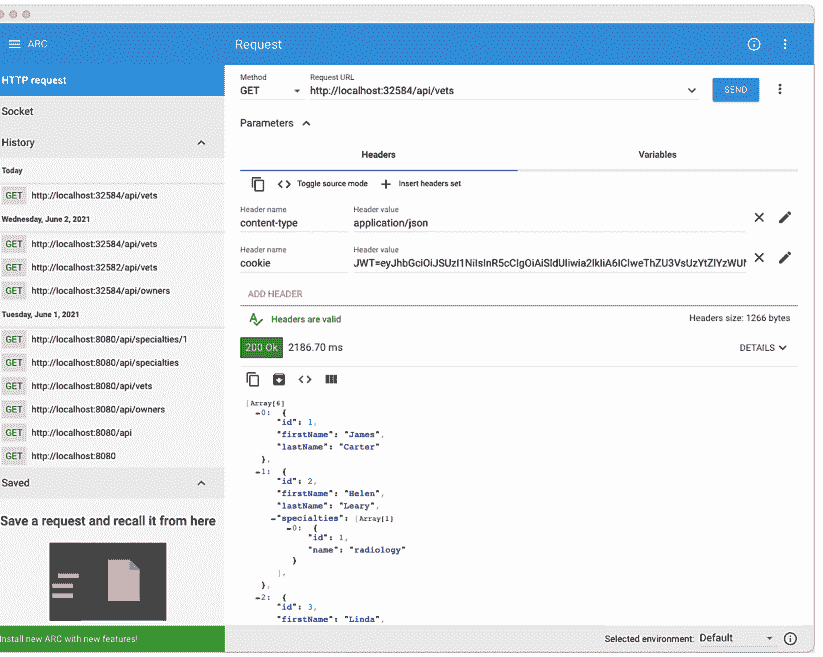 ARC
Request
HTTP request
Socket
History
Today
GET http://localhost:32584/api/vets
Wednesday, June 2, 2021
GET http://localhost:32584/api/vets
GET http://localhost:32582/api/vets
GET http://localhost:32584/api/owners
Tuesday, June 1, 2021
GET http://localhost:8080/api/specialties/1
GET http://localhost:8080/api/specialties
GET http://localhost:8080/api/vets
GET http://localhost:8080/api/owners
GET http://localhost:8080/api
GET http://localhost:8080
Saved
Save a request and recall it from here
Install new ARC with new features!
Method
GET
Request URL
http://localhost:32584/api/vets
SEND
Parameters
Headers Variables
Toggle source mode Insert headers set
Header name Header value
content-type application/json
Header name Header value
cookie
ADD HEADER
Headers are valid Headers size: 1266 bytes
200 Ok 2186.70 ms DETAILS
[Array[6]
-0: {
"id": 1,
"firstName": "James",
"lastName": "Carter"
},
-1: {
"id": 2,
"firstName": "Helen",
"lastName": "Leary",
-"specialties": [Array[1]
-0: {
"id": 1,
"name": "radiology"
}
],
},
-2: {
"id": 3,
"firstName": "Linda",
Selected environment: Default